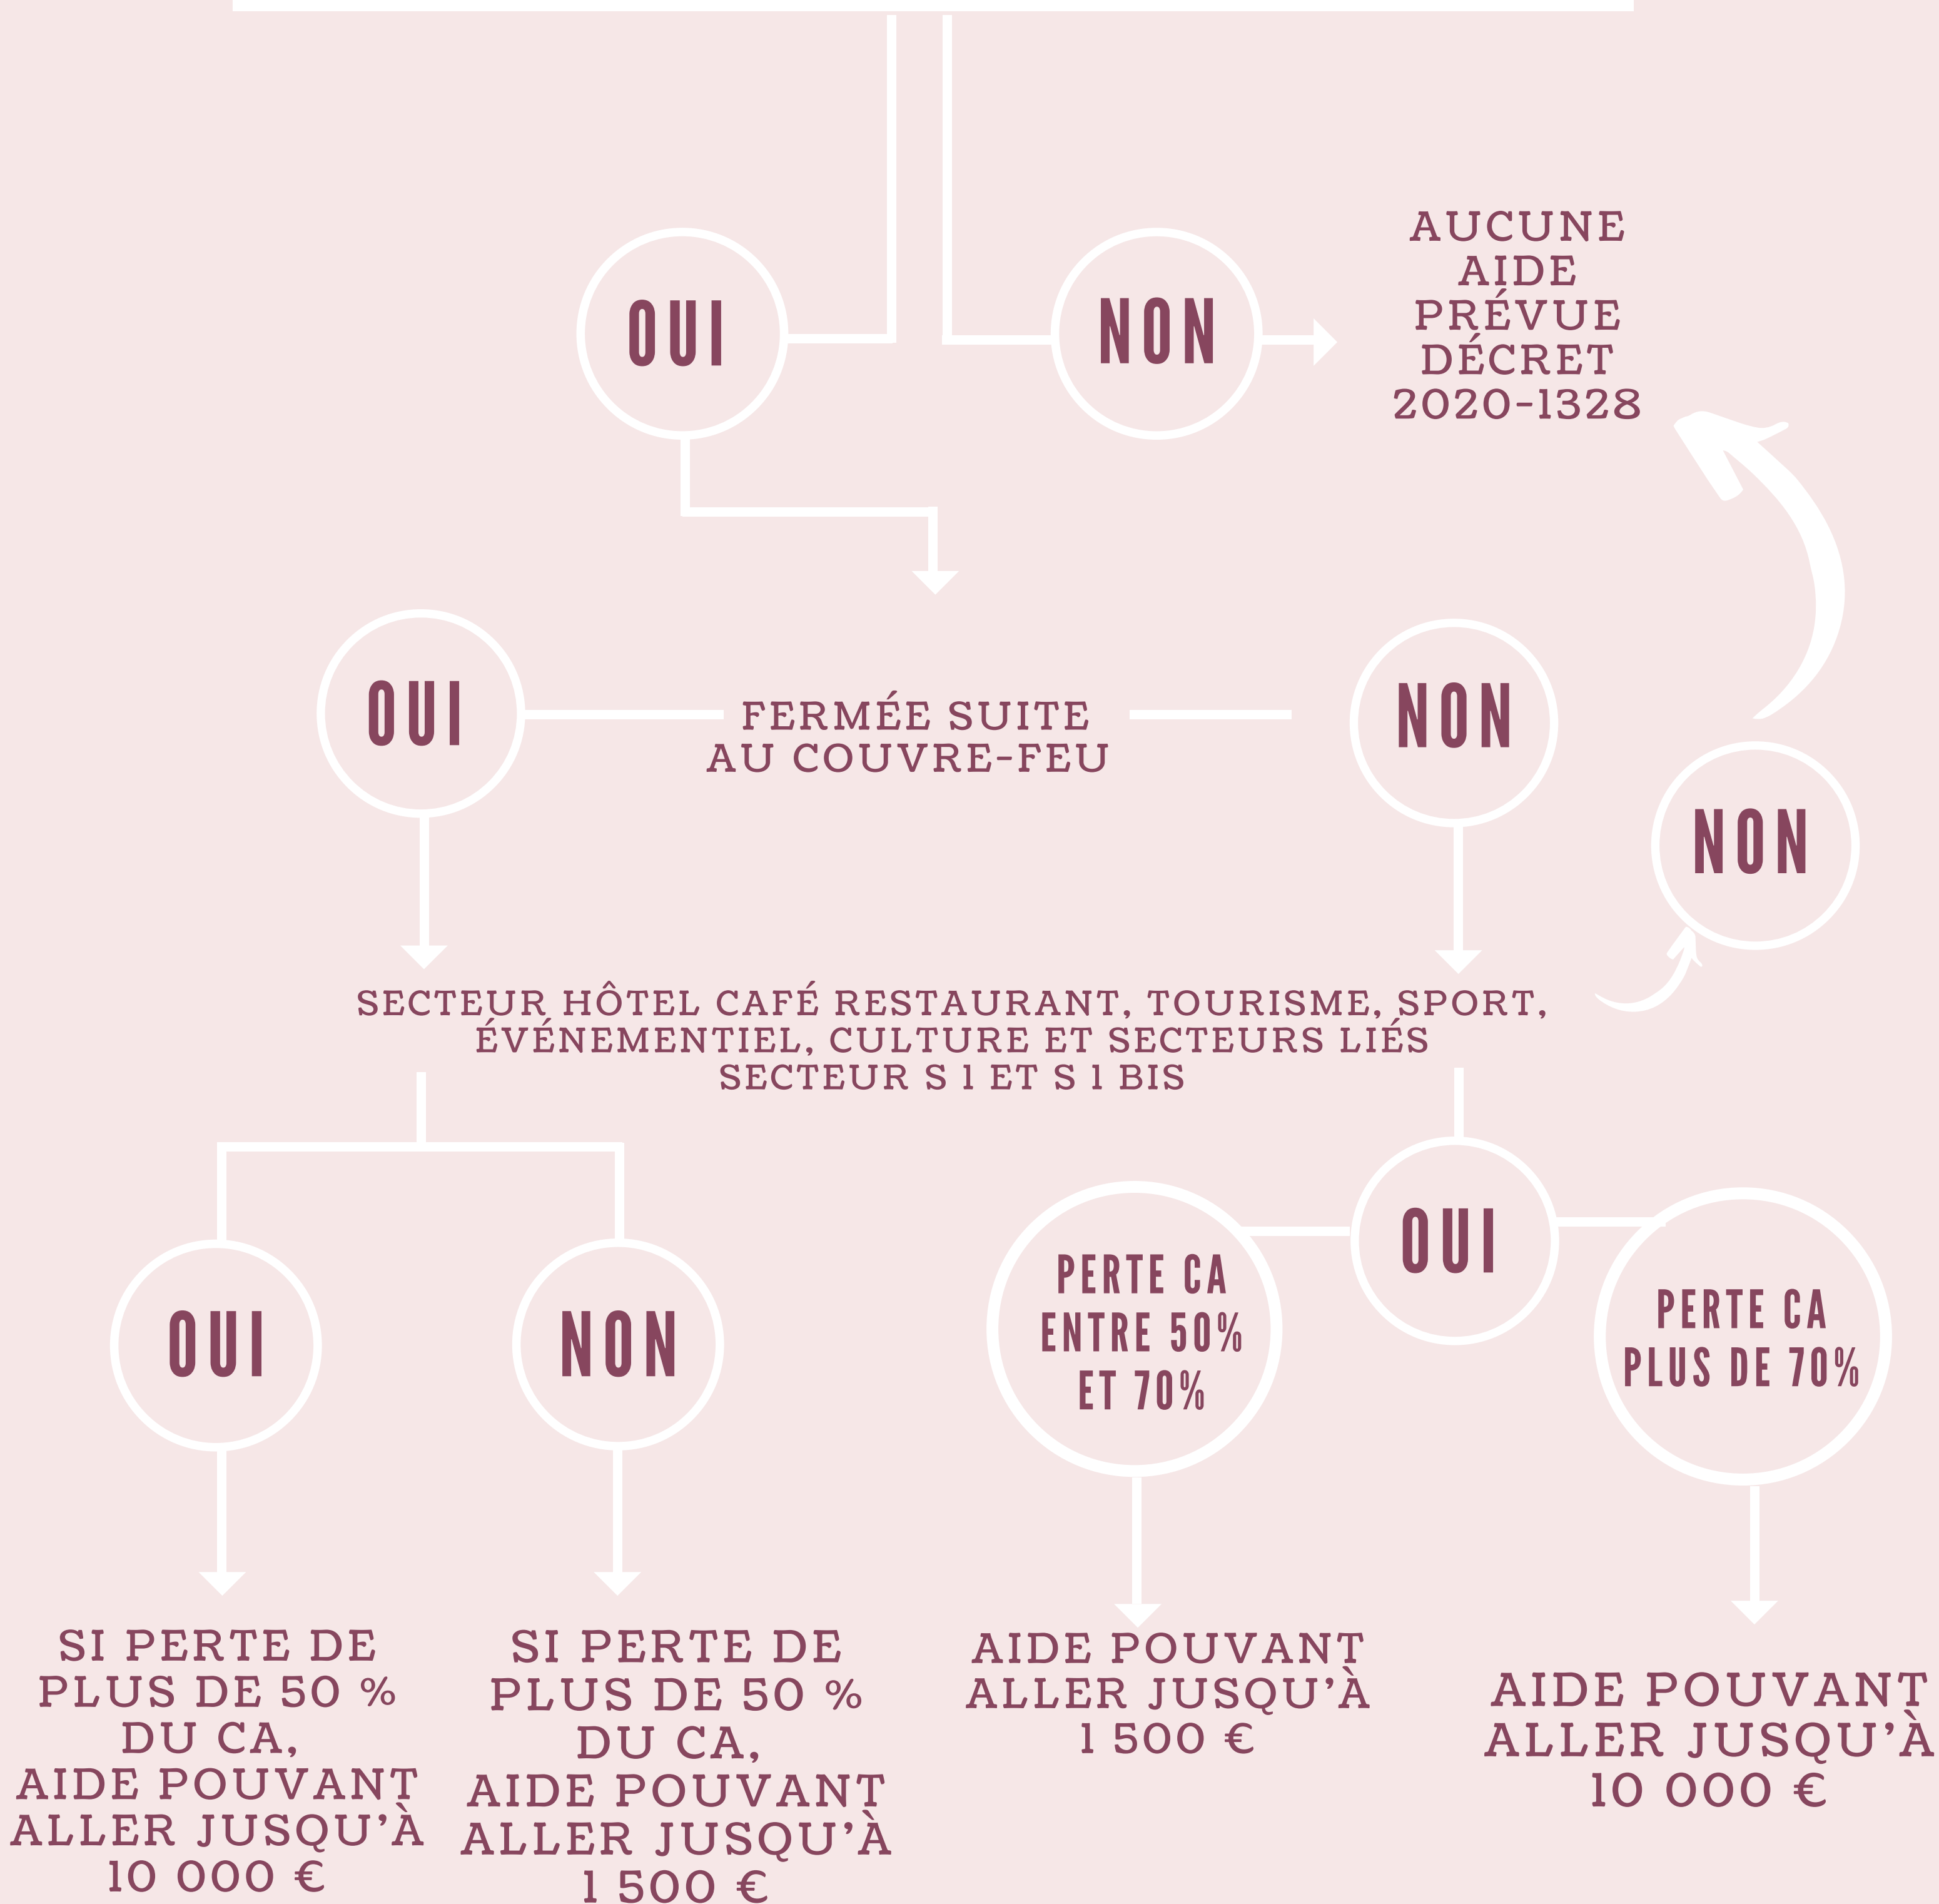 OUI
NON
AUCUNE
AIDE
PRÉVUE
DÉCRET
2020-1328
OUI
FERMÉE SUITE
AU COUVRE-FEU
NON
NON
SECTEUR HÔTEL CAFÉ RESTAURANT, TOURISME, SPORT,
ÉVÉNEMENTIEL, CULTURE ET SECTEURS LIÉS
SECTEUR S 1 ET S 1 BIS
OUI
NON
PERTE CA
ENTRE 50%
ET 70%
OUI
PERTE CA
PLUS DE 70%
SI PERTE DE
PLUS DE 50 %
DU CA,
AIDE POUVANT
ALLER JUSQU'À
10 000 €
SI PERTE DE
PLUS DE 50 %
DU CA,
AIDE POUVANT
ALLER JUSQU'À
1 500 €
AIDE POUVANT
ALLER JUSQU'À
1 500 €
AIDE POUVANT
ALLER JUSQU'À
10 000 €